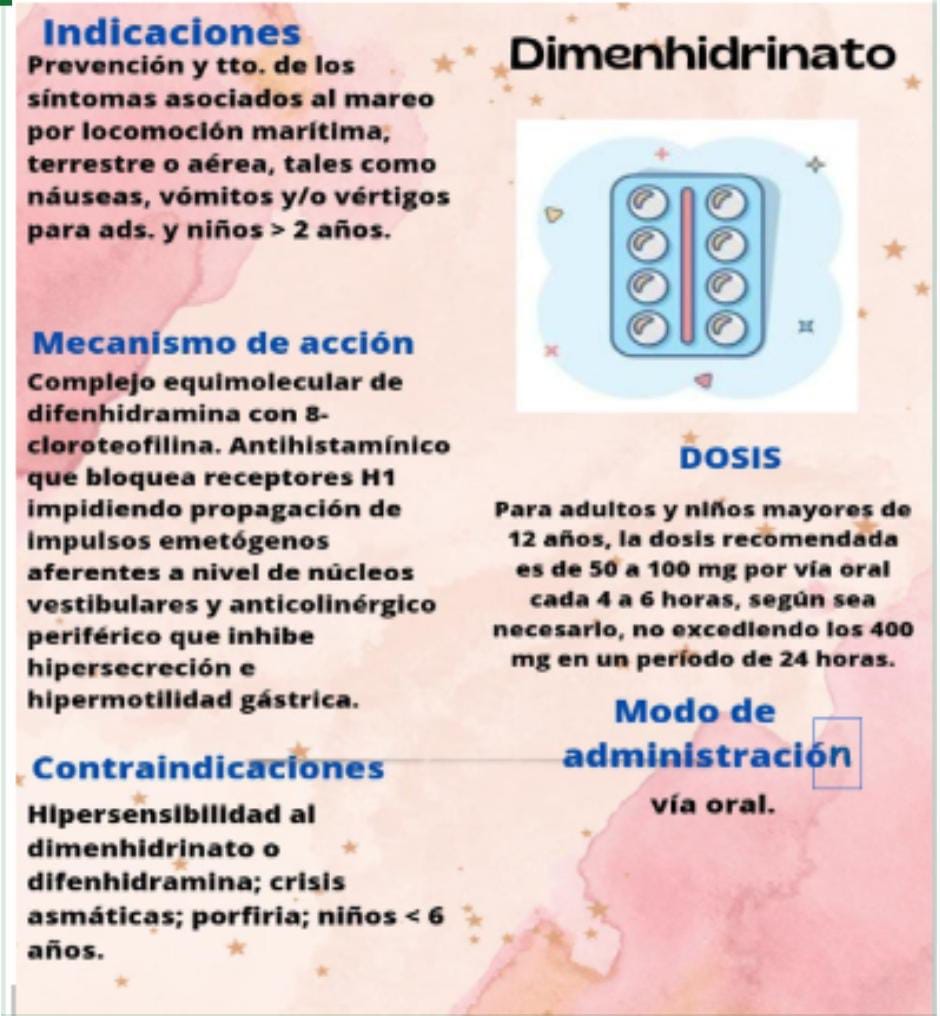 Indicaciones
Prevención y tto. de los
síntomas asociados al mareo
por locomoción marítima,
terrestre o aérea, tales como
náuseas, vómitos y/o vértigos
para ads. y niños > 2 años.
Mecanismo de acción
Complejo equimolecular de
difenhidramina con 8-
cloroteofilina. Antihistamínico
que bloquea receptores H1
impidiendo propagación de
impulsos emetógenos
aferentes a nivel de núcleos
vestibulares y anticolinérgico
periférico que inhibe
hipersecreción e
hipermotilidad gástrica.
Contraindicaciones
Hipersensibilidad al
dimenhidrinato o
difenhidramina; crisis
asmáticas; porfiria; niños < 6
años.
Dimenhidrinato
DOSIS
Para adultos y niños mayores de
12 años, la dosis recomendada
es de 50 a 100 mg por vía oral
cada 4 a 6 horas, según sea
necesario, no excediendo los 400
mg en un período de 24 horas.
Modo de
administración
vía oral.